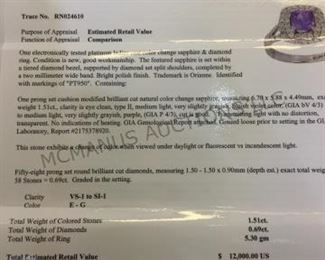 Trace No. RN024610
Purpose of Appraisal Estimated Retail Value
Function of Appraisal Comparison
One electronically tested platinum natural color change sapphire & diamond
ring. Condition is new, good workmanship. The featured sapphire is set within
a tiered diamond bezel, supported by diamond set split shoulders, completed by
a two millimeter wide band. Bright polish finish. Trademark is Orianne. Identified
with markings of "PT950". Containing:
One prong set cushion modified brilliant cut natural color change sapphire, measuring 6.70 x 5.88 x 4.40mm, exact
weight 1.51ct., clarity is eye clean, type II, medium light, very slightly grayish, violet (GIA bV 4/3)
to medium light, very slightly grayish, purple, (GIA P 4/3), cut is with no distortion,
transparent. No indications of heating. GIA Gemological Report attached. Ground loose prior to setting in the GIA
Laboratory, Report #2175378920.
This stone exhibits a change when viewed under daylight or fluorescent vs incandescent light.
Fifty-eight prong set round brilliant cut diamonds, measuring 1.50 - 1.50 x 0.90mm (depth est.) exact total weight
58 Stones = 0.69ct. Graded in the setting.
Clarity VS-1 to SI-1
Color E - G
Total Weight of Colored Stones 1.51ct.
Total Weight of Diamonds 0.69ct.
Total Weight of Ring 5.30 gm
Total Estimated Retail Value $ 12,000.00 US
MCMANUS AUCTIONS